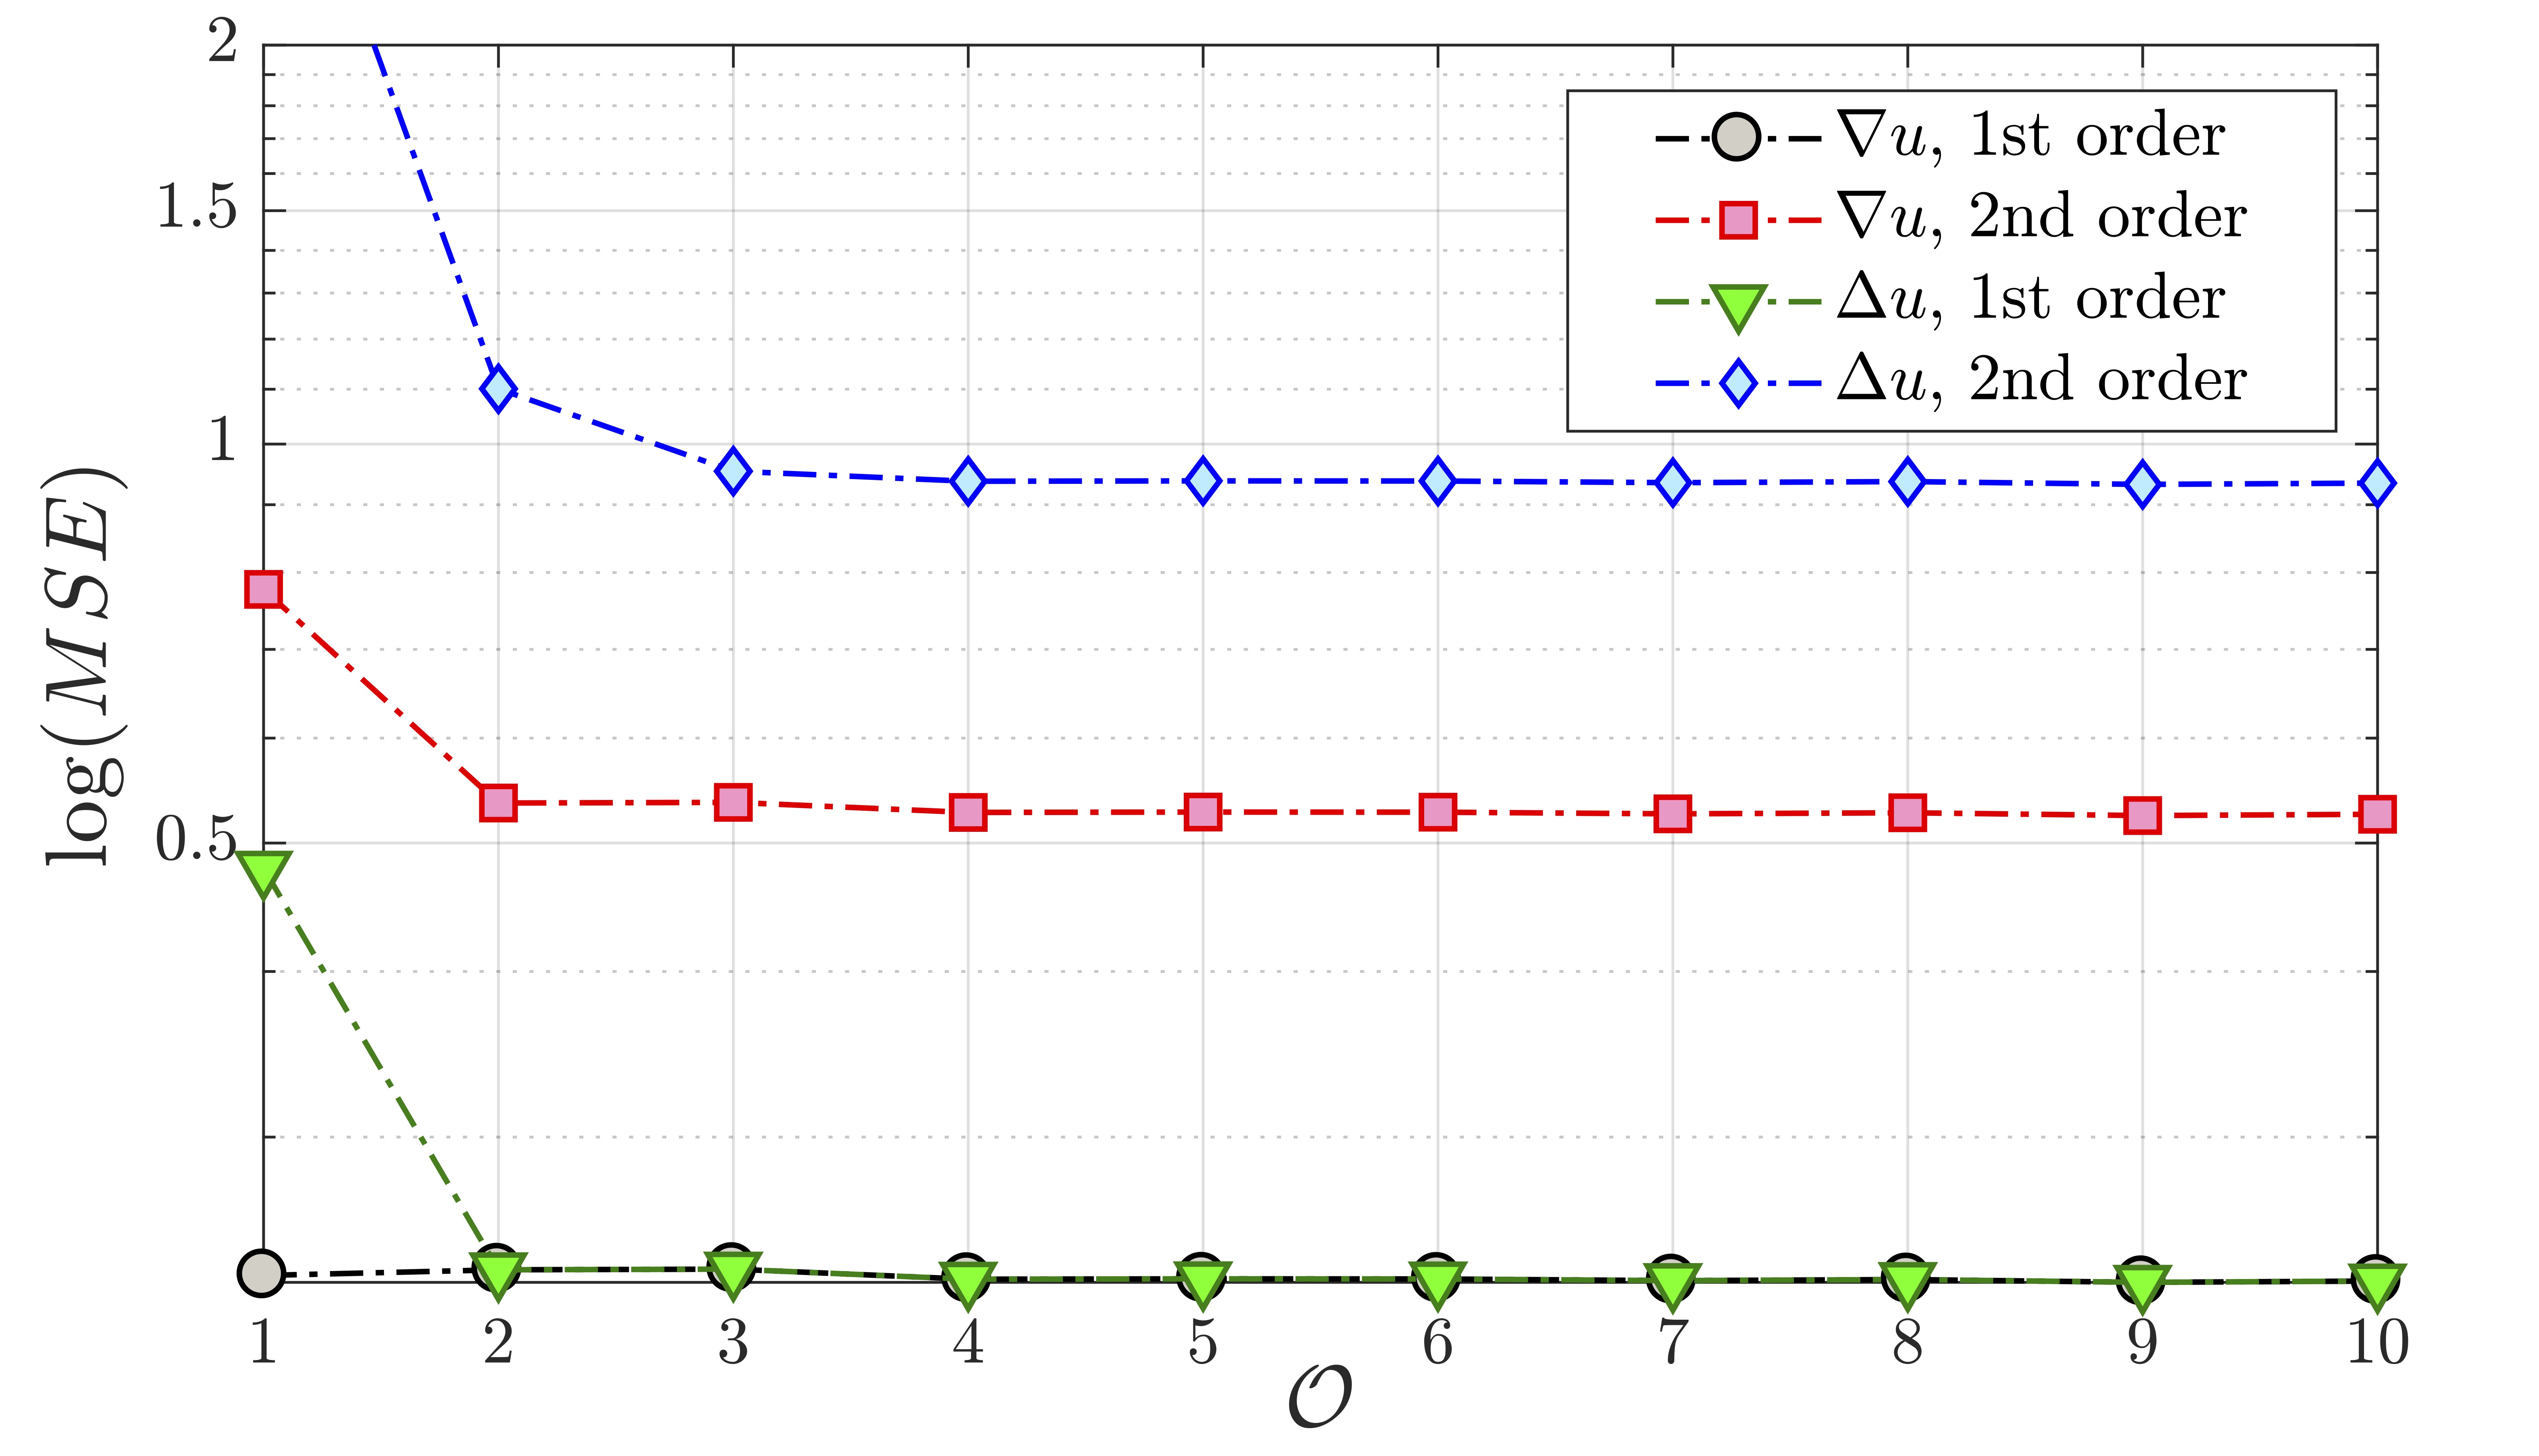 2
1.5
1
0.5
log(MSE)
∇u, 1st order
∇u, 2nd order
Δu, 1st order
Δu, 2nd order
1 2 3 4 5 6 7 8 9 10
𝒪